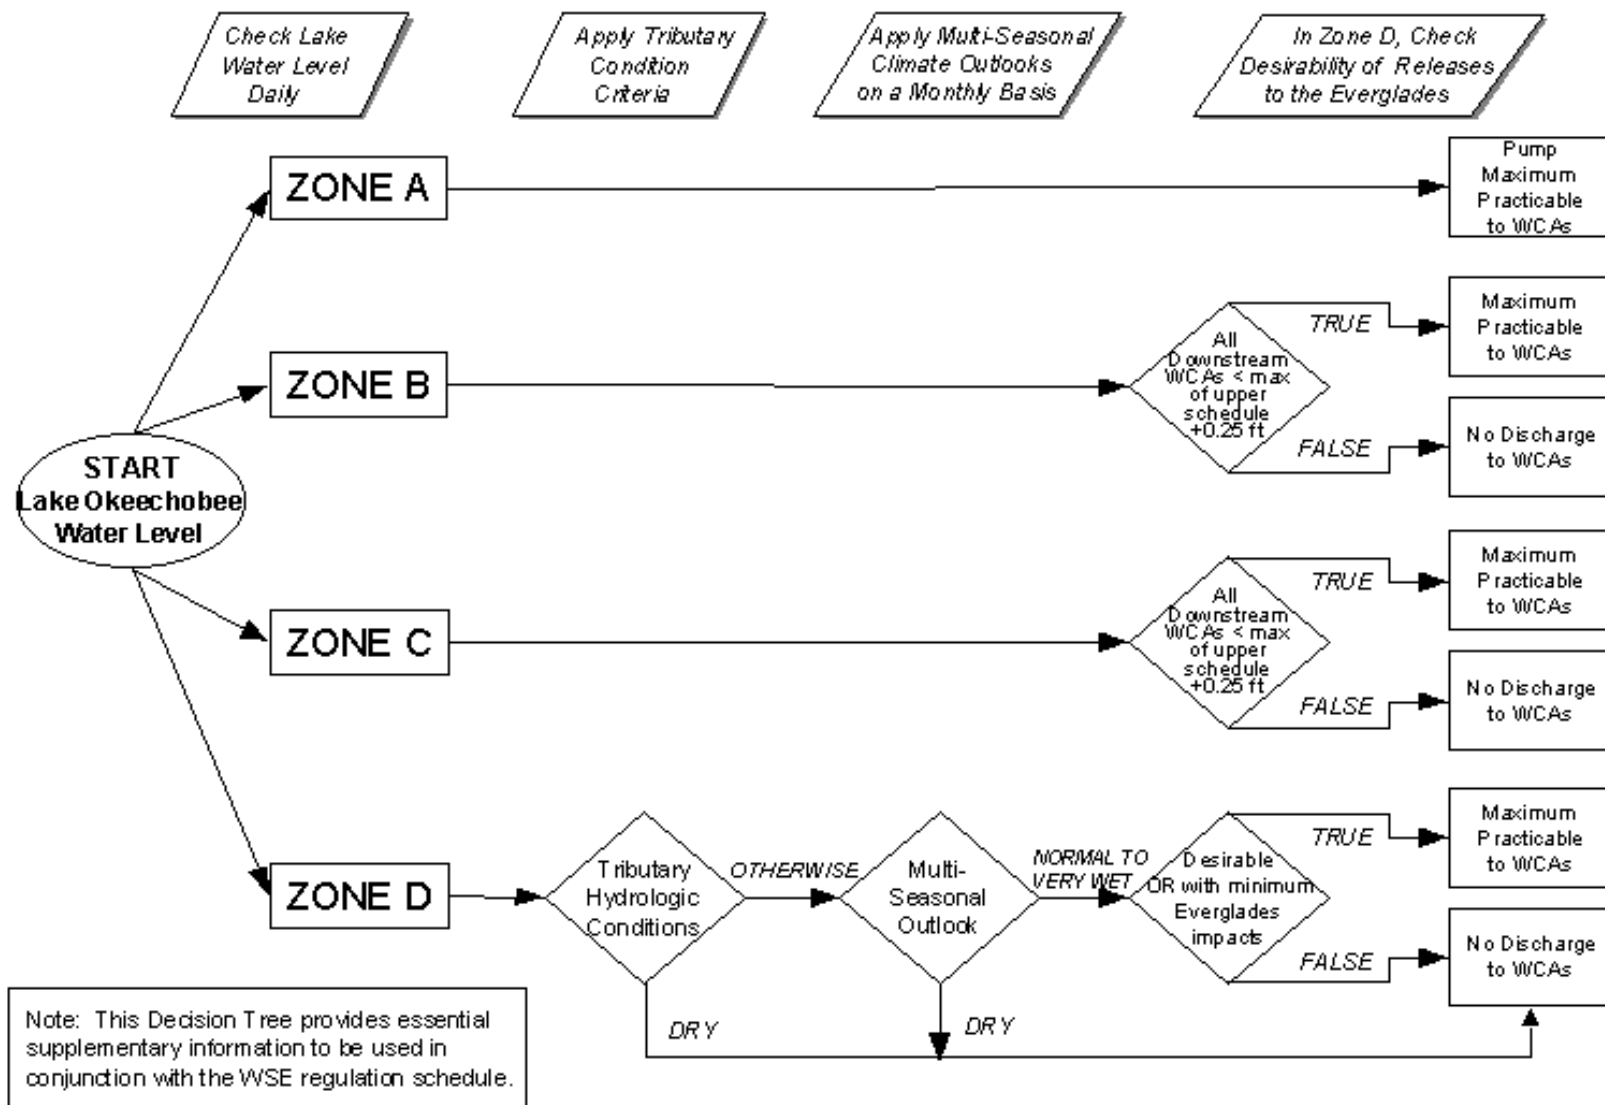 Check Lake
Water Level
Daily
Apply Tributary
Condition
Criteria
Apply Multi-Seasonal
Climate Outlooks
on a Monthly Basis
In Zone D, Check
Desirability of Releases
to the Everglades
ZONE A
Pump
Maximum
Practicable
to WCAs
ZONE B
All
Downstream
WCAs < max
of upper
schedule
+0.25 ft
TRUE
Maximum
Practicable
to WCAs
FALSE
No Discharge
to WCAs
START
Lake Okeechobee
Water Level
ZONE C
All
Downstream
WCAs < max
of upper
schedule
+0.25 ft
TRUE
Maximum
Practicable
to WCAs
FALSE
No Discharge
to WCAs
ZONE D
Tributary
Hydrologic
Conditions
OTHERWISE
DRY
Multi-
Seasonal
Outlook
NORMAL TO
VERY WET
DRY
Desirable
OR with minimum
Everglades
impacts
TRUE
Maximum
Practicable
to WCAs
FALSE
No Discharge
to WCAs
Note: This Decision Tree provides essential
supplementary information to be used in
conjunction with the WSE regulation schedule.